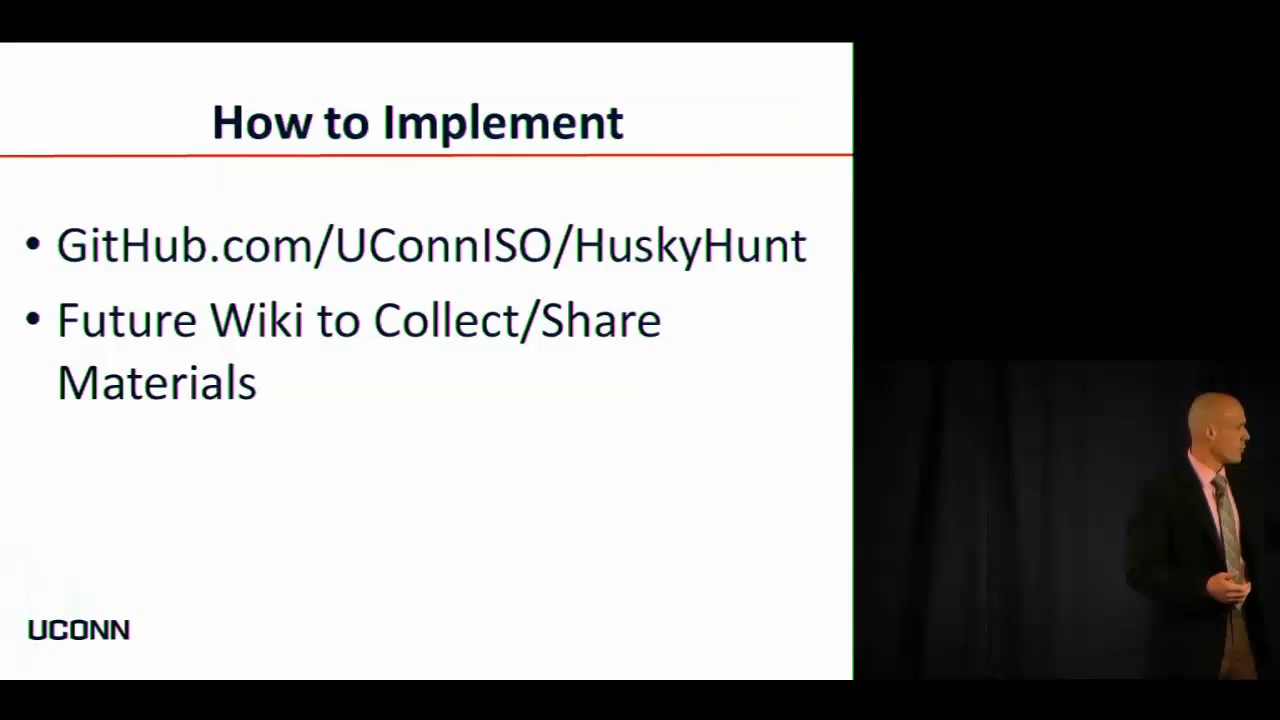 How to Implement
• GitHub.com/UConnISO/HuskyHunt
• Future Wiki to Collect/Share
Materials
UCONN